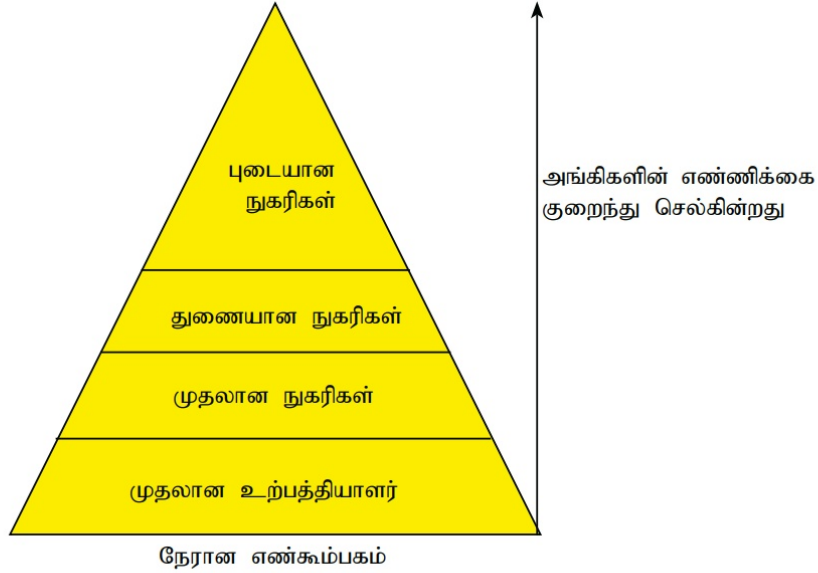 புடையான
நுகரிகள்
அங்கிகளின் எண்ணிக்கை
குறைந்து செல்கின்றது
துணையான நுகரிகள்
முதலான நுகரிகள்
முதலான உற்பத்தியாளர்
நேரான எண்கூம்பகம்